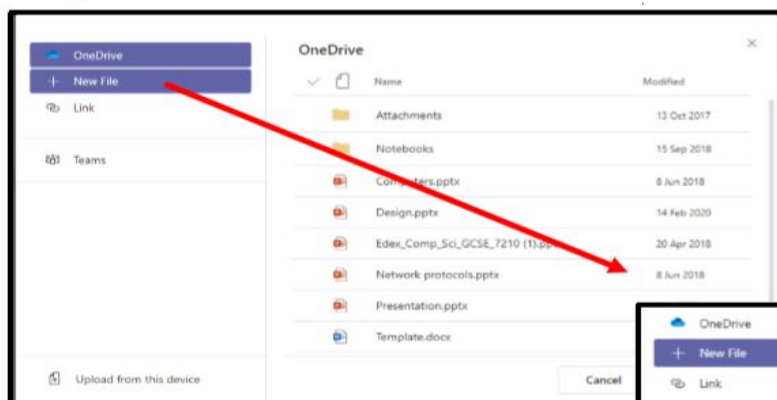 OneDrive
New File
Link
Teams
Upload from this device
OneDrive
Name Modified
Attachments 13 Oct 2017
Notebooks 15 Sep 2018
Computers.pptx 8 Jun 2018
Design.pptx 14 Feb 2020
Edex_Comp_Sci_GCSE_7210 (1).pptx 20 Apr 2018
Network protocols.pptx 8 Jun 2018
Presentation.pptx
Template.docx
Cancel
OneDrive
New File
Link